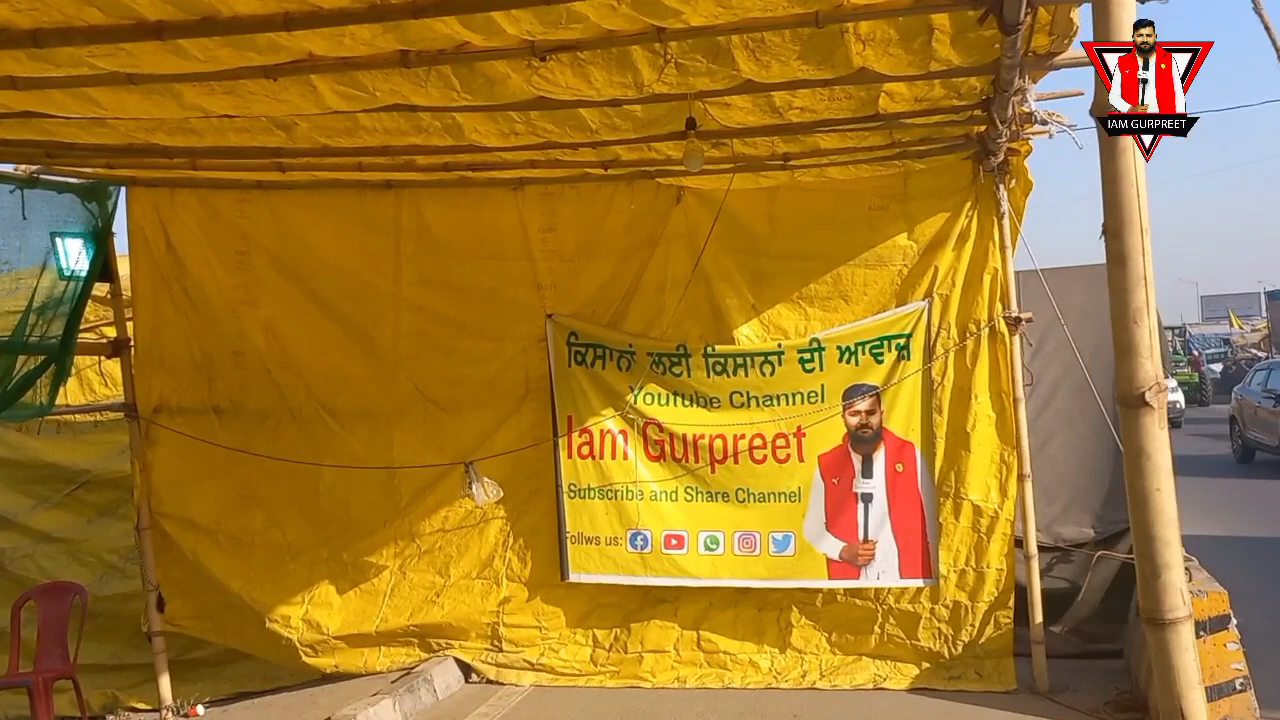 IAM GURPREET
ਕਿਸਾਨਾਂ ਲਈ ਕਿਸਾਨਾਂ ਦੀ ਆਵਾਜ਼
Youtube Channel
Iam Gurpreet
Subscribe and Share Channel
Follws us: